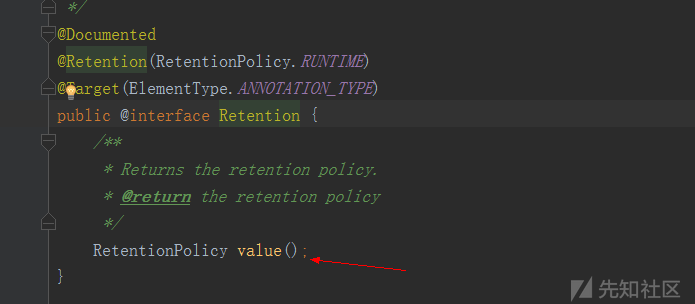 */
@Documented
@Retention(RetentionPolicy.RUNTIME)
@Target(ElementType.ANNOTATION_TYPE)
public @interface Retention {
/**
* Returns the retention policy.
* @return the retention policy
*/
RetentionPolicy value();
}
先知社区